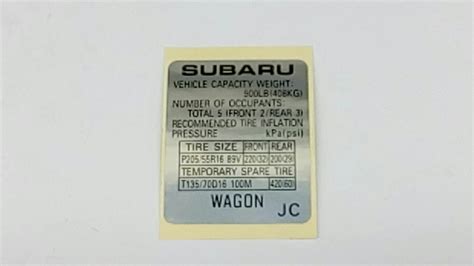 SUBARU
VEHICLE CAPACITY WEIGHT:
900LB(408KG)
NUMBER OF OCCUPANTS:
TOTAL 5 (FRONT 2/REAR 3)
RECOMMENDED TIRE INFLATION
PRESSURE kPa(psi)
TIRE SIZE FRONT REAR
P205/55R16 89V 220(32) 200(29)
TEMPORARY SPARE TIRE
T135/70D16 100M 420(60)
WAGON JC